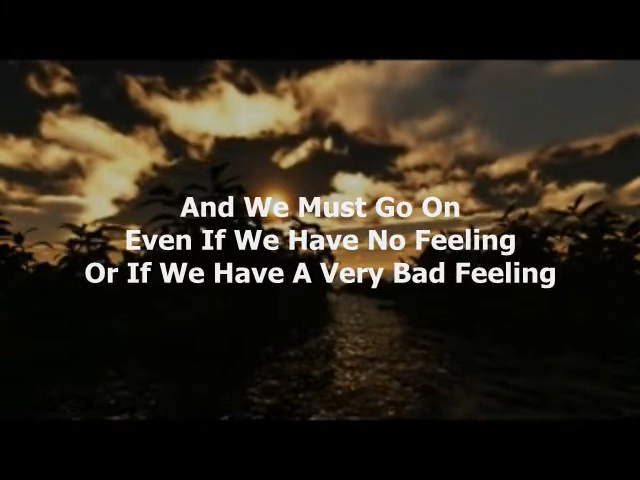 And We Must Go On
Even If We Have No Feeling
Or If We Have A Very Bad Feeling